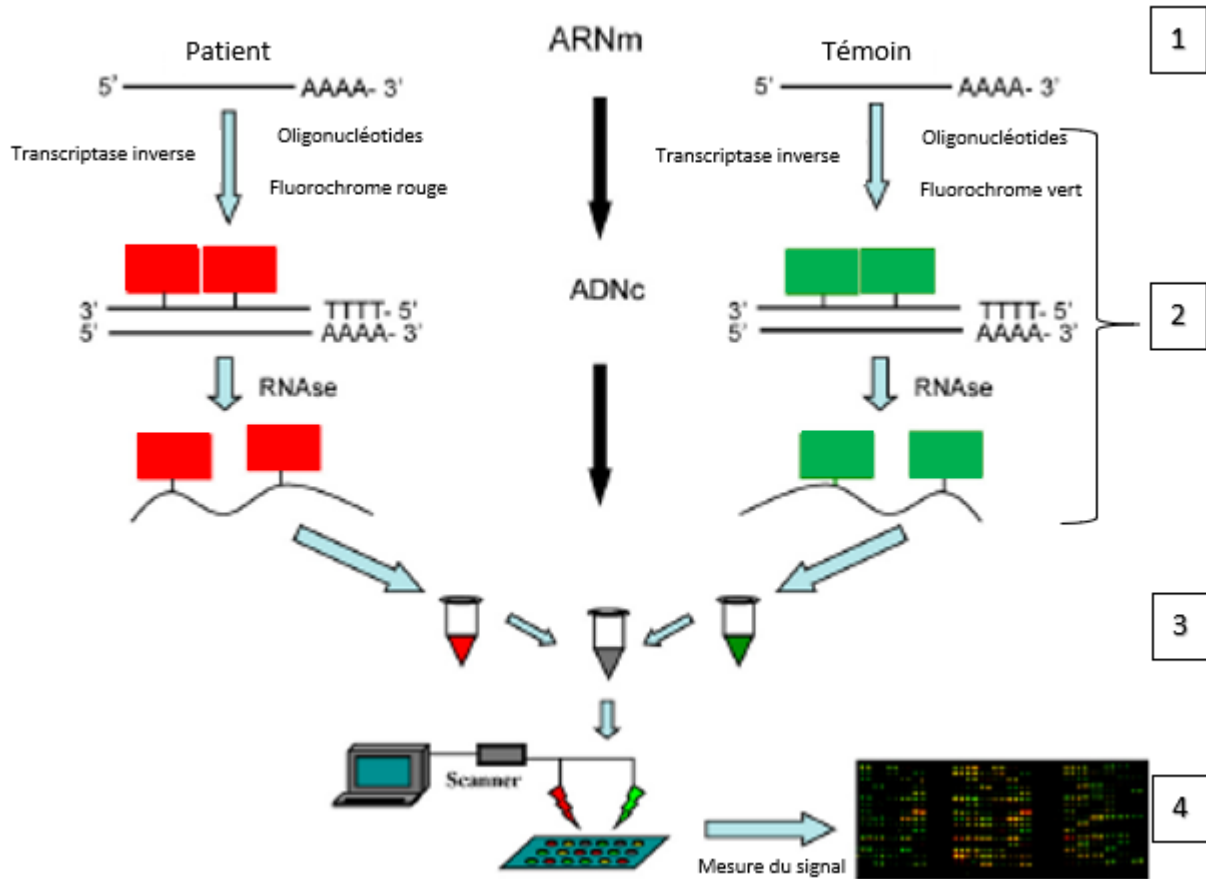 Patient
ARNm
Témoin
1
5’
AAAA- 3’
5’
AAAA- 3’
Transcriptase inverse
Oligonucléotides
Fluorochrome rouge
Transcriptase inverse
Oligonucléotides
Fluorochrome vert
ADNc
3’
TTTT- 5’
5’
AAAA- 3’
3’
TTTT- 5’
5’
AAAA- 3’
2
RNAse
RNAse
3
Scanner
Mesure du signal
4